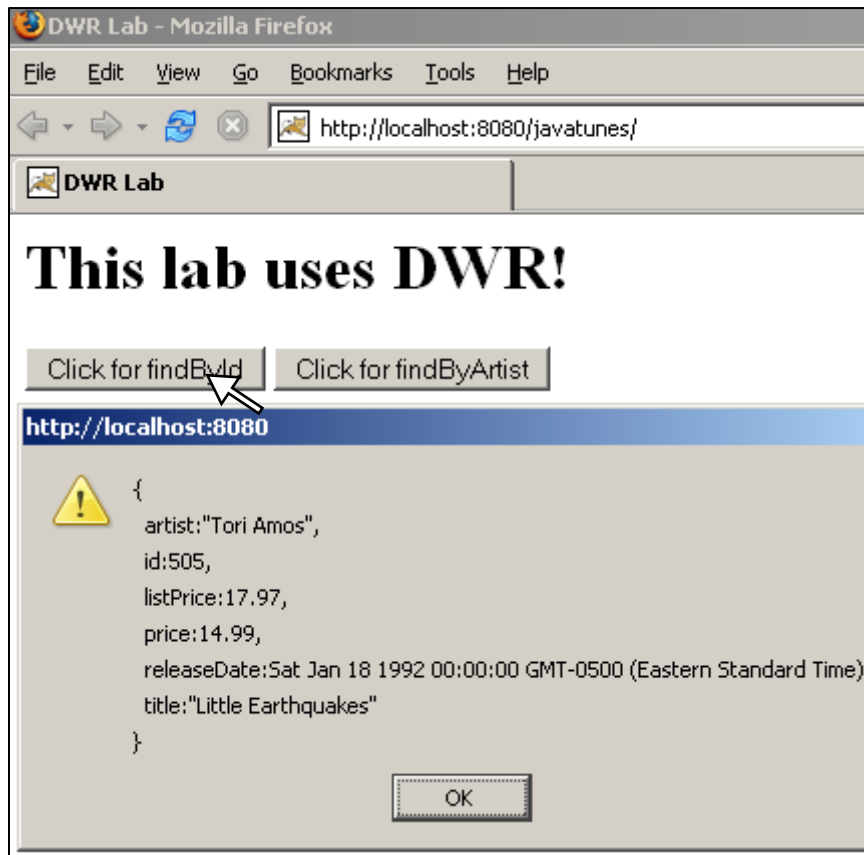 DWR Lab - Mozilla Firefox
File Edit View Go Bookmarks Tools Help
http://localhost:8080/javatunes/
DWR Lab
This lab uses DWR!
Click for findById Click for findByArtist
http://localhost:8080
{
artist:"Tori Amos",
id:505,
listPrice:17.97,
price:14.99,
releaseDate:Sat Jan 18 1992 00:00:00 GMT-0500 (Eastern Standard Time)
title:"Little Earthquakes"
}
OK